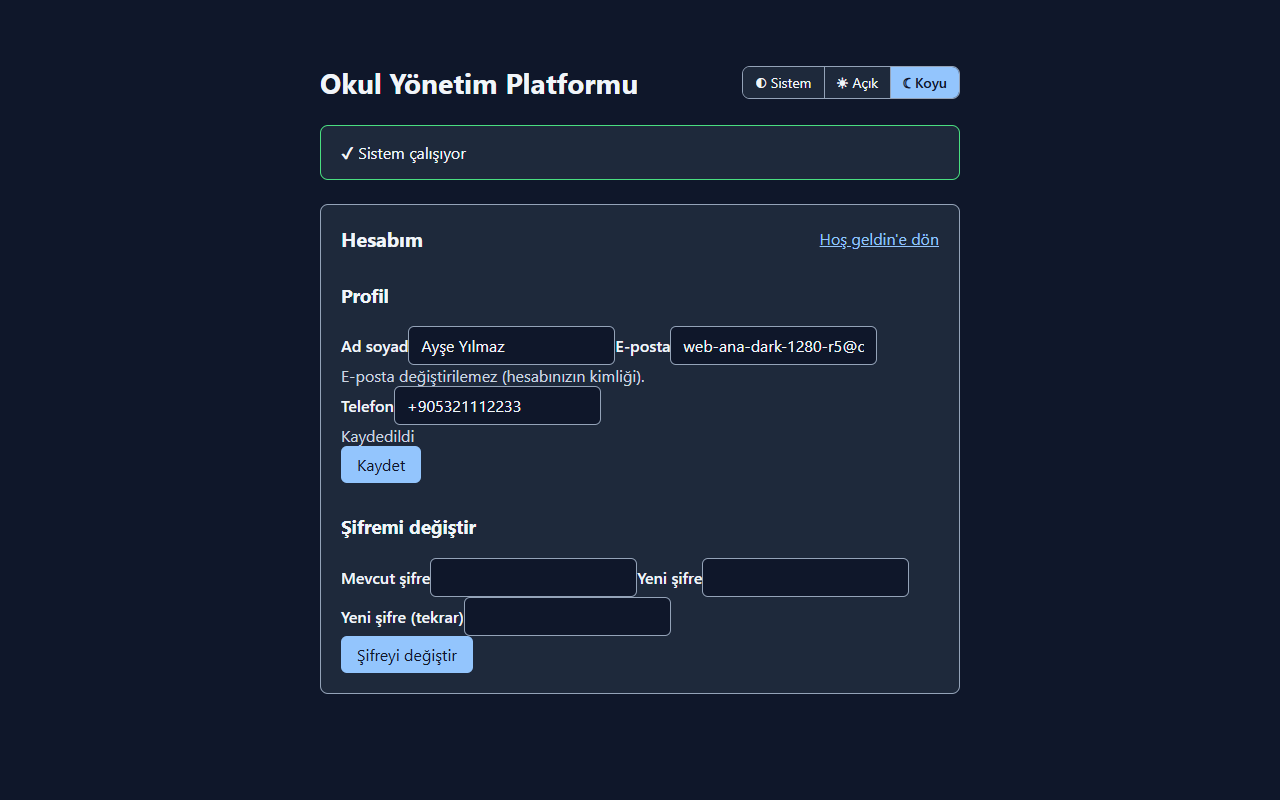 Okul Yönetim Platformu
Sistem
Açık
Koyu
✓ Sistem çalışıyor
Hesabım
Hoş geldin'e dön
Profil
Ad soyad Ayşe Yılmaz E-posta web-ana-dark-1280-r5@c
E-posta değiştirilemez (hesabınızın kimliği).
Telefon +905321112233
Kaydedildi
Kaydet
Şifremi değiştir
Mevcut şifre Yeni şifre
Yeni şifre (tekrar)
Şifreyi değiştir